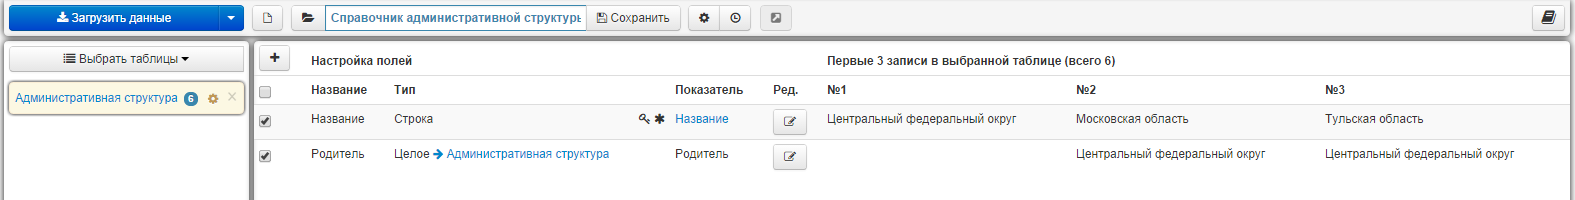 Загрузить данные
Справочник административной структуры
Сохранить
Выбрать таблицы
Административная структура 6
Настройка полей
Первые 3 записи в выбранной таблице (всего 6)
Название Тип Показатель Ред. №1 №2 №3
Название Строка Название Центральный федеральный округ Московская область Тульская область
Родитель Целое Административная структура Родитель Центральный федеральный округ Центральный федеральный округ